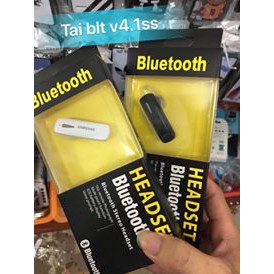 Tai blt v4.1ss
Bluetooth
SAMSUNG
HEADSET
Bluetooth
Bluetooth Stereo Headset
Bluetooth
Bluetooth
HEADSET
Bluetooth